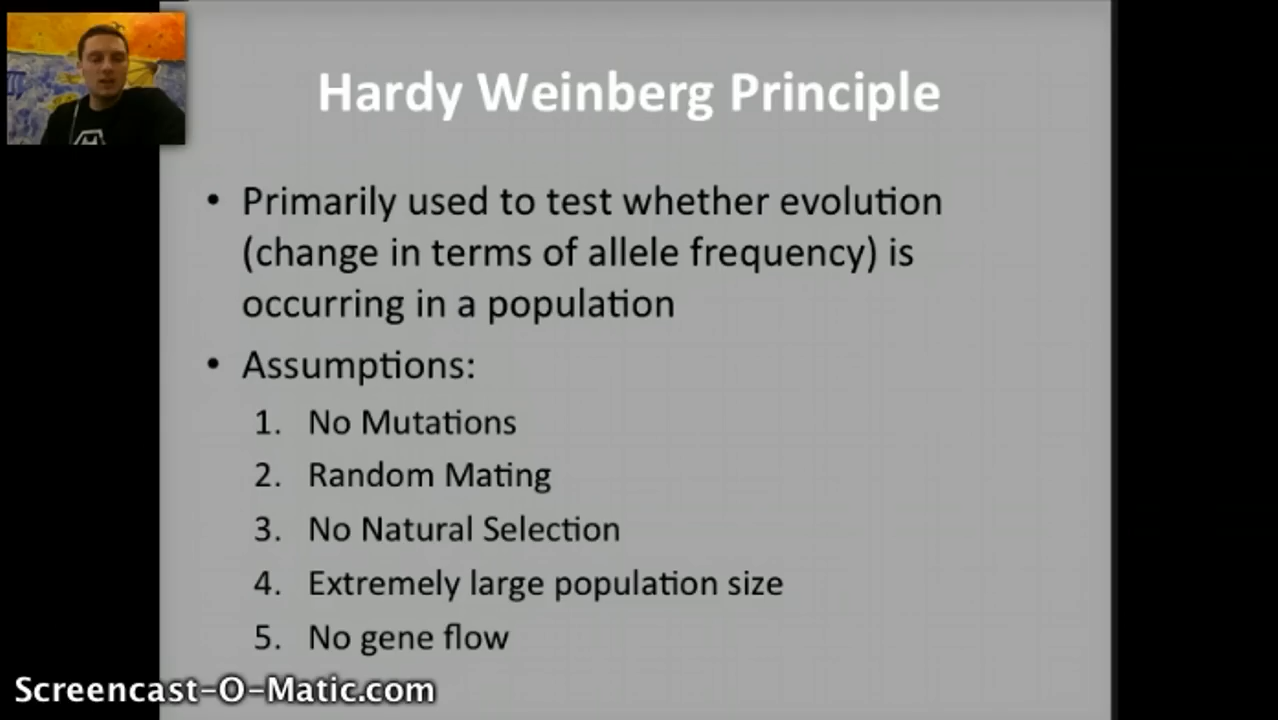 Hardy Weinberg Principle
• Primarily used to test whether evolution
(change in terms of allele frequency) is
occurring in a population
• Assumptions:
1. No Mutations
2. Random Mating
3. No Natural Selection
4. Extremely large population size
5. No gene flow
Screencast-O-Matic.com